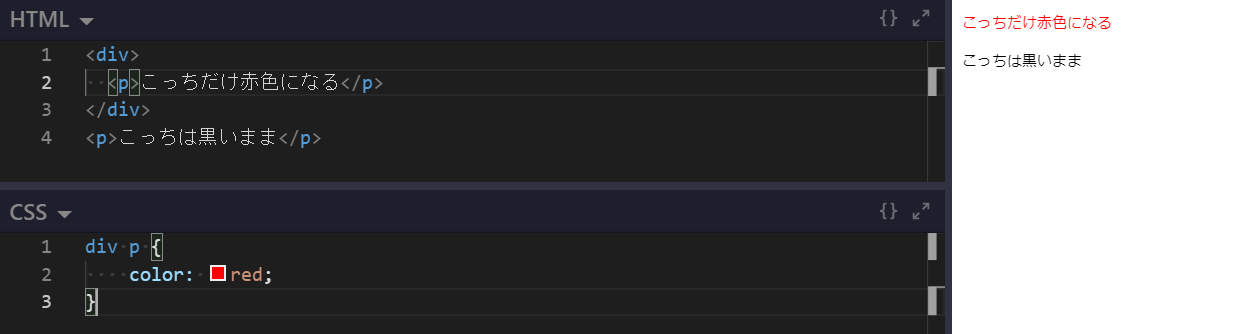 HTML
{}
1 <div>
2 <p>こっちだけ赤色になる</p>
3 </div>
4 <p>こっちは黒いまま</p>
CSS
{}
1 div p {
2 color: red;
3 }
こっちだけ赤色になる
こっちは黒いまま